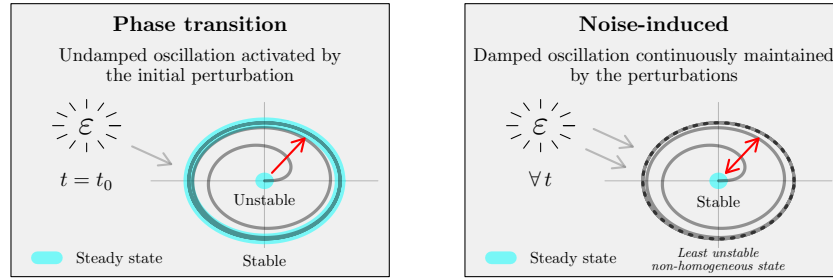 Phase transition
Undamped oscillation activated by
the initial perturbation
ε
t = t₀
Unstable
Steady state
Stable
Noise-induced
Damped oscillation continuously maintained
by the perturbations
ε
∀ t
Stable
Steady state
Least unstable
non-homogeneous state